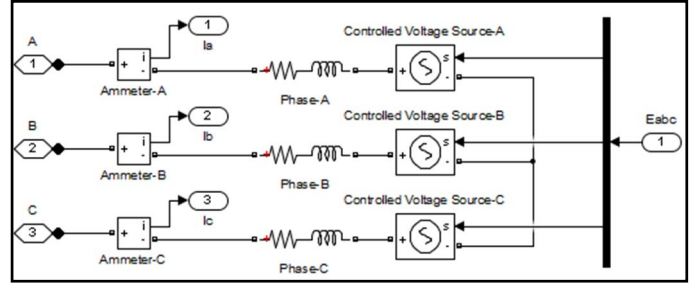 Controlled Voltage Source-A
A
1
1
Ia
+
i
-
+
s
+
-
Ammeter-A
Phase-A
Controlled Voltage Source-B
B
2
2
Ib
+
i
-
+
s
+
-
Ammeter-B
Phase-B
Eabc
1
Controlled Voltage Source-C
C
3
3
Ic
+
i
-
+
s
+
-
Ammeter-C
Phase-C